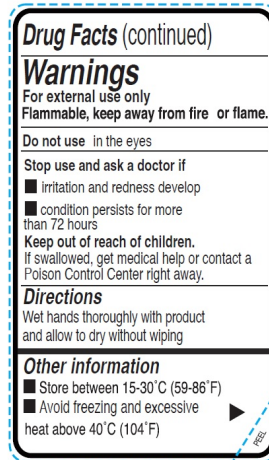 Drug Facts (continued)
Warnings
For external use only
Flammable, keep away from fire or flame.
Do not use in the eyes
Stop use and ask a doctor if
■ irritation and redness develop
■ condition persists for more
than 72 hours
Keep out of reach of children.
If swallowed, get medical help or contact a
Poison Control Center right away.
Directions
Wet hands thoroughly with product
and allow to dry without wiping
Other information
■ Store between 15-30˚C (59-86˚F)
■ Avoid freezing and excessive
heat above 40˚C (104˚F)
PEEL